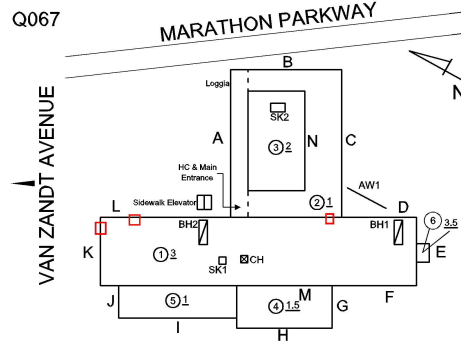 Q067
MARATHON PARKWAY
B
Loggia
SK2
VAN ZANDT AVENUE
A
N
C
N
③ 2
HC & Main
Entrance
AW1
Sidewalk Elevator
② 1
L
D
BH2
BH1
⑥ 3.5
K
① 3
E
SK1
CH
J
⑤ 1
M
④ 1.5
G
F
I
H